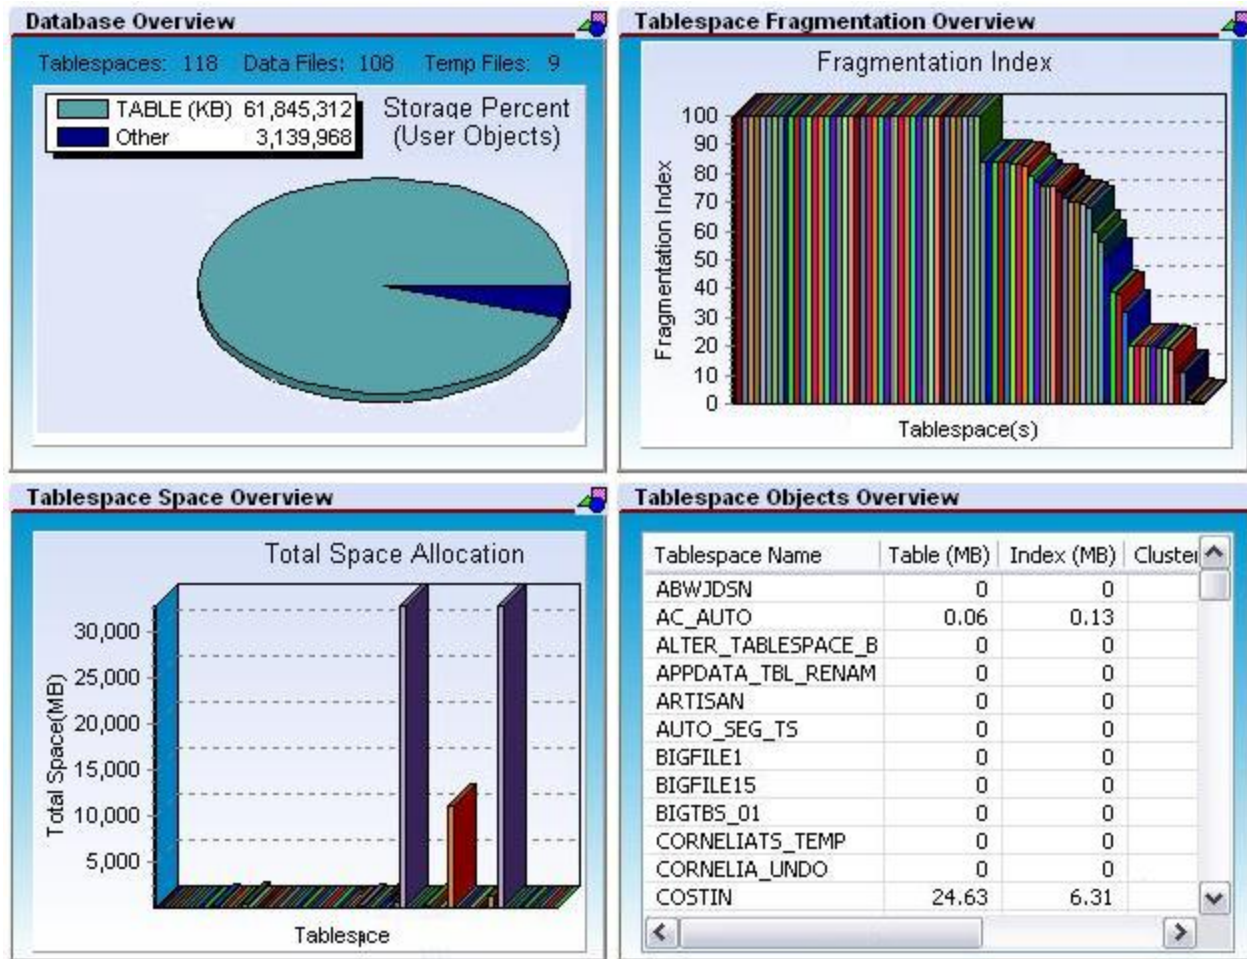 Database Overview
Tablespaces: 118 Data Files: 108 Temp Files: 9
TABLE (KB) 61,845,312
Other 3,139,968
Storage Percent
(User Objects)
Tablespace Fragmentation Overview
Fragmentation Index
Fragmentation Index
100
90
80
70
60
50
40
30
20
10
0
Tablespace(s)
Tablespace Space Overview
Total Space Allocation
Total Space(MB)
30,000
25,000
20,000
15,000
10,000
5,000
Tablespace
Tablespace Objects Overview
Tablespace Name Table (MB) Index (MB) Cluster
ABWJDSN 0 0
AC_AUTO 0.06 0.13
ALTER_TABLESPACE_B 0 0
APPDATA_TBL_RENAM 0 0
ARTISAN 0 0
AUTO_SEG_TS 0 0
BIGFILE1 0 0
BIGFILE15 0 0
BIGTBS_01 0 0
CORNELIATS_TEMP 0 0
CORNELIA_UNDO 0 0
COSTIN 24.63 6.31